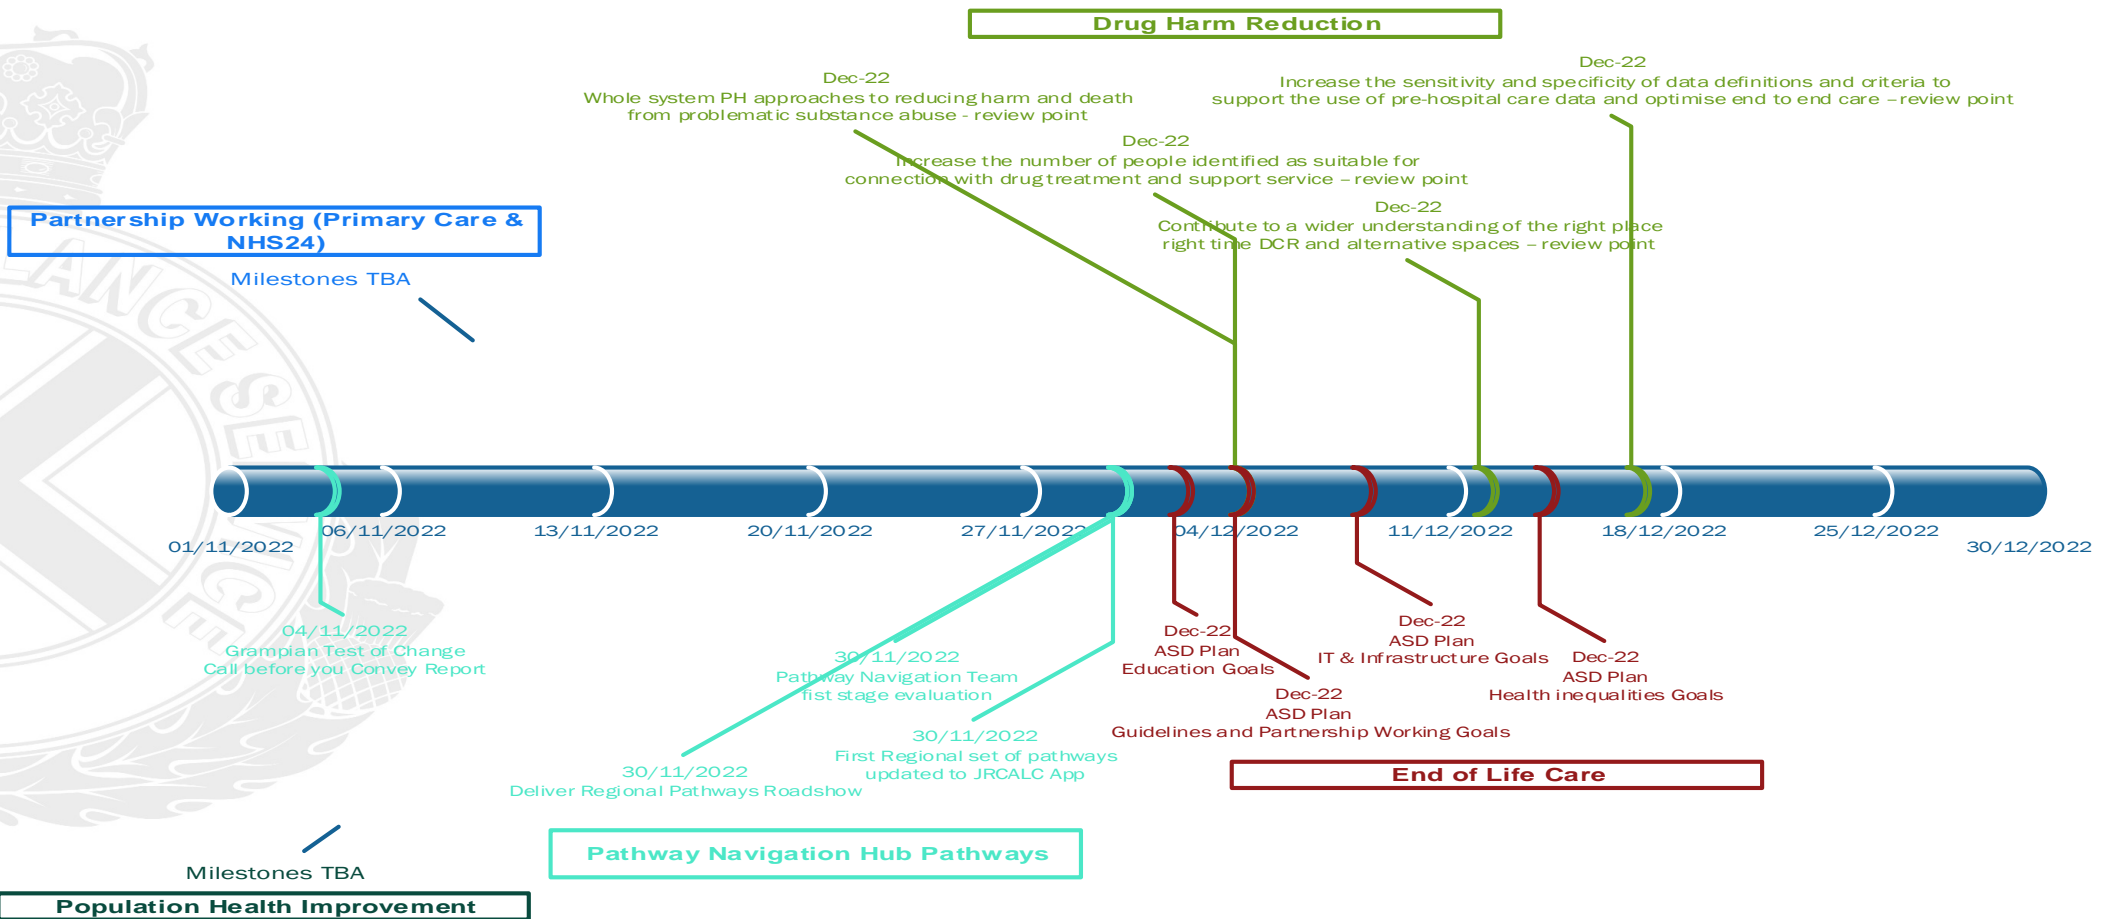 Drug Harm Reduction
Dec-22
Whole system PH approaches to reducing harm and death
from problematic substance abuse - review point
Dec-22
Increase the sensitivity and specificity of data definitions and criteria to
support the use of pre-hospital care data and optimise end to end care – review point
Dec-22
Increase the number of people identified as suitable for
connection with drug treatment and support service – review point
Dec-22
Contribute to a wider understanding of the right place
right time DCR and alternative spaces – review point
Partnership Working (Primary Care &
NHS24)
Milestones TBA
LANCE SERVICE
01/11/2022
06/11/2022
13/11/2022
20/11/2022
27/11/2022
04/12/2022
11/12/2022
18/12/2022
25/12/2022
30/12/2022
04/11/2022
Grampian Test of Change
Call before you Convey Report
30/11/2022
Pathway Navigation Team
fist stage evaluation
30/11/2022
First Regional set of pathways
updated to JRCALC App
30/11/2022
Deliver Regional Pathways Roadshow
Dec-22
ASD Plan
Education Goals
Dec-22
ASD Plan
Guidelines and Partnership Working Goals
Dec-22
ASD Plan
IT & Infrastructure Goals
Dec-22
ASD Plan
Health inequalities Goals
End of Life Care
Pathway Navigation Hub Pathways
Milestones TBA
Population Health Improvement